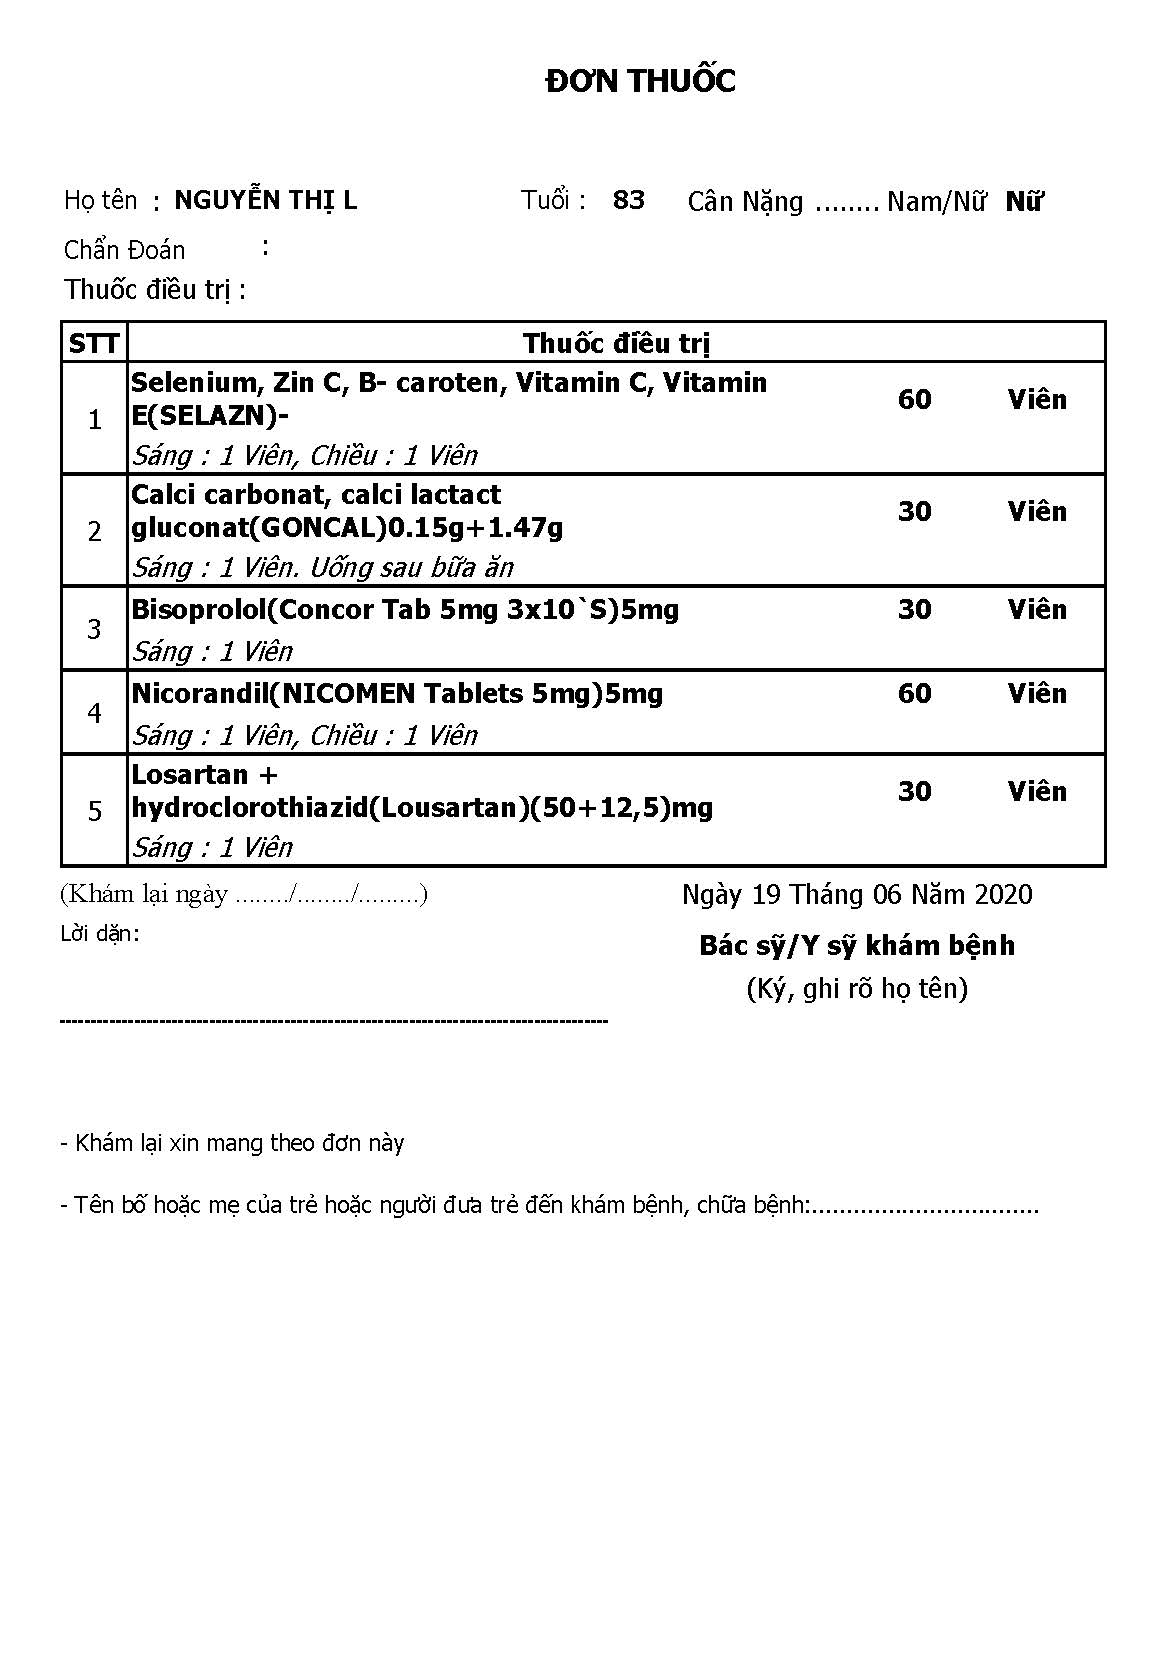 ĐƠN THUỐC
Họ tên : NGUYỄN THỊ L Tuổi : 83 Cân Nặng ........ Nam/Nữ Nữ
Chẩn Đoán :
Thuốc điều trị :
STT Thuốc điều trị
1 Selenium, Zin C, B- caroten, Vitamin C, Vitamin
E(SELAZN)- 60 Viên
Sáng : 1 Viên, Chiều : 1 Viên
2 Calci carbonat, calci lactact
gluconat(GONCAL)0.15g+1.47g 30 Viên
Sáng : 1 Viên. Uống sau bữa ăn
3 Bisoprolol(Concor Tab 5mg 3x10`S)5mg 30 Viên
Sáng : 1 Viên
4 Nicorandil(NICOMEN Tablets 5mg)5mg 60 Viên
Sáng : 1 Viên, Chiều : 1 Viên
5 Losartan +
hydroclorothiazid(Lousartan)(50+12,5)mg 30 Viên
Sáng : 1 Viên
(Khám lại ngày ......../......../.........) Ngày 19 Tháng 06 Năm 2020
Lời dặn:
Bác sỹ/Y sỹ khám bệnh
(Ký, ghi rõ họ tên)
- Khám lại xin mang theo đơn này
- Tên bố hoặc mẹ của trẻ hoặc người đưa trẻ đến khám bệnh, chữa bệnh:.................................